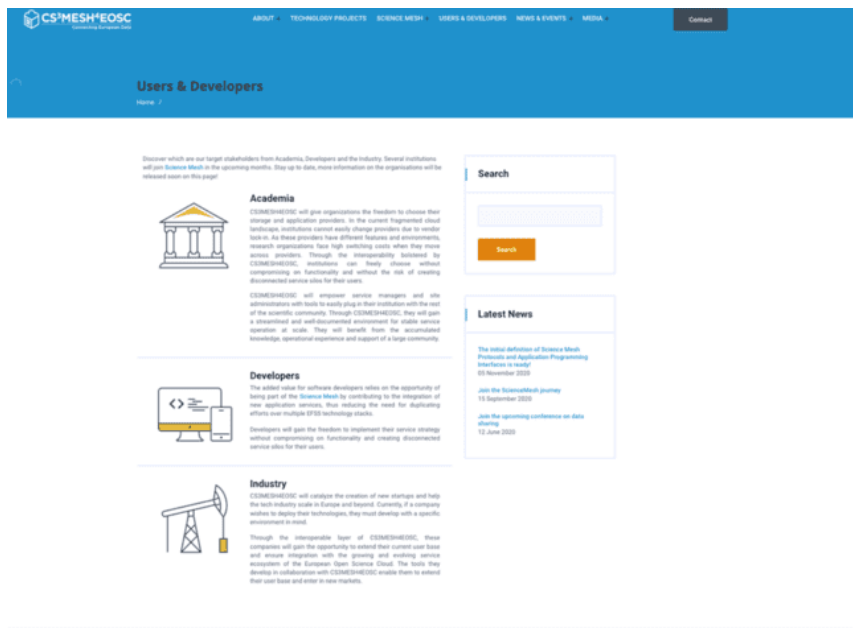 CS³MESH⁴EOSC
Connecting European Data
ABOUT
TECHNOLOGY PROJECTS
SCIENCE MESH
USERS & DEVELOPERS
NEWS & EVENTS
MEDIA
Contact
Users & Developers
Home /
Discover which are our target stakeholders from Academia, Developers and the Industry. Several institutions
will join Science Mesh in the upcoming months. Stay up to date, more information on the organisations will be
released soon on this page!
Academia
CS3MESH4EOSC will give organizations the freedom to choose their
storage and application providers. In the current fragmented cloud
landscape, institutions cannot easily change providers due to vendor
lock-in. As these providers have different features and environments,
research organizations face high switching costs when they move
across providers. Through the interoperability bolstered by
CS3MESH4EOSC, institutions can freely choose without
compromising on functionality and without the risk of creating
disconnected service silos for their users.
CS3MESH4EOSC will empower service managers and site
administrators with tools to easily plug in their institution with the rest
of the scientific community. Through CS3MESH4EOSC, they will gain
a streamlined and well-documented environment for stable service
operation at scale. They will benefit from the accumulated
knowledge, operational experience and support of a large community.
Developers
The added value for software developers relies on the opportunity of
being part of the Science Mesh by contributing to the integration of
new application services, thus reducing the need for duplicating
efforts over multiple EFSS technology stacks.
Developers will gain the freedom to implement their service strategy
without compromising on functionality and creating disconnected
service silos for their users.
Industry
CS3MESH4EOSC will catalyze the creation of new startups and help
the tech industry scale in Europe and beyond. Currently, if a company
wishes to deploy their technologies, they must develop with a specific
environment in mind.
Through the interoperable layer of CS3MESH4EOSC, these
companies will gain the opportunity to extend their current user base
and ensure integration with the growing and evolving service
ecosystem of the European Open Science Cloud. The tools they
develop in collaboration with CS3MESH4EOSC enable them to extend
their user base and enter in new markets.
Search
Search
Latest News
The initial definition of Science Mesh
Protocols and Application Programming
Interfaces is ready!
03 November 2020
Join the ScienceMesh journey
15 September 2020
Join the upcoming conference on data
sharing
12 June 2020